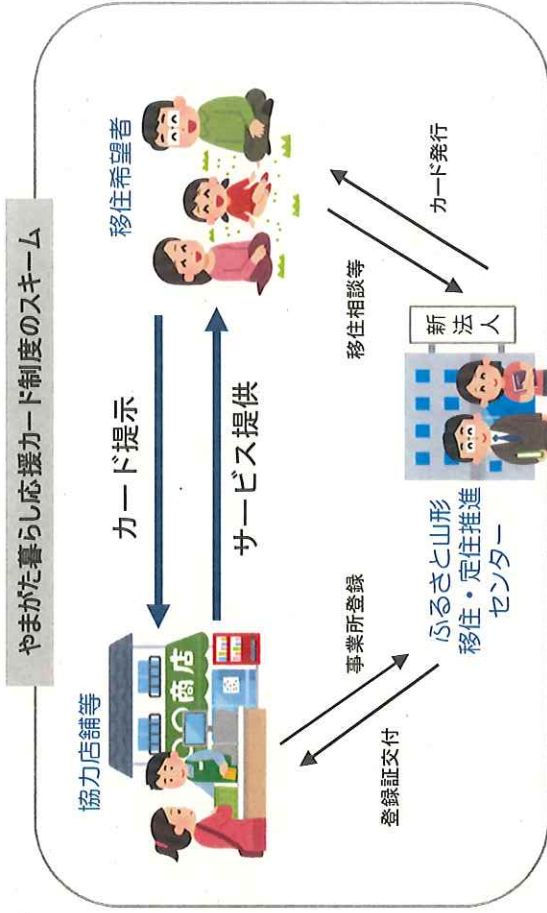 やまがた暮らし応援カード制度のスキーム
協力店舗等
移住希望者
カード提示
サービス提供
商店
事業所登録
登録証交付
移住相談等
カード発行
新法人
ふるさと山形
移住・定住推進
センター